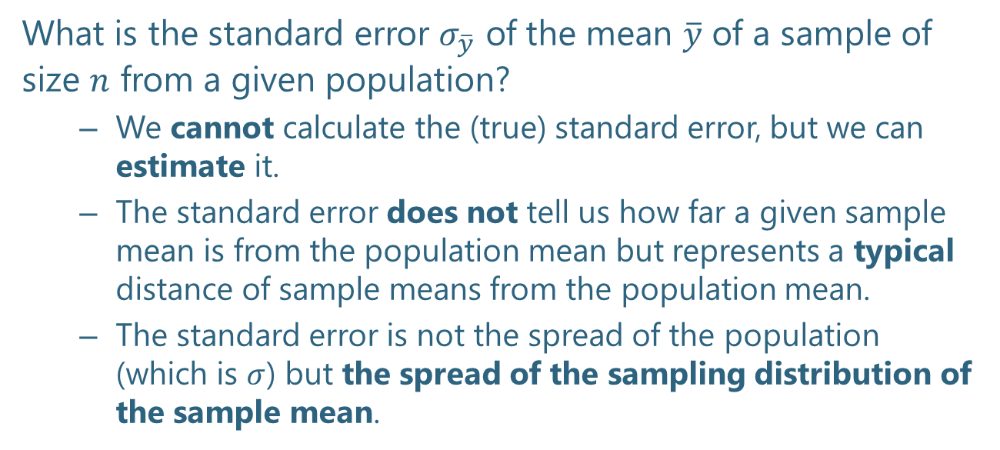 What is the standard error σ_ȳ of the mean ȳ of a sample of
size n from a given population?
– We cannot calculate the (true) standard error, but we can
estimate it.
– The standard error does not tell us how far a given sample
mean is from the population mean but represents a typical
distance of sample means from the population mean.
– The standard error is not the spread of the population
(which is σ) but the spread of the sampling distribution of
the sample mean.